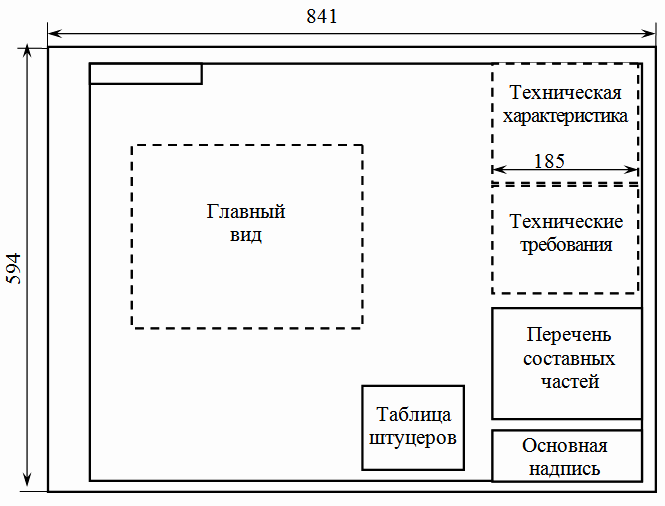 841
Техническая
характеристика
185
Главный
вид
Технические
требования
594
Перечень
составных
частей
Таблица
штуцеров
Основная
надпись